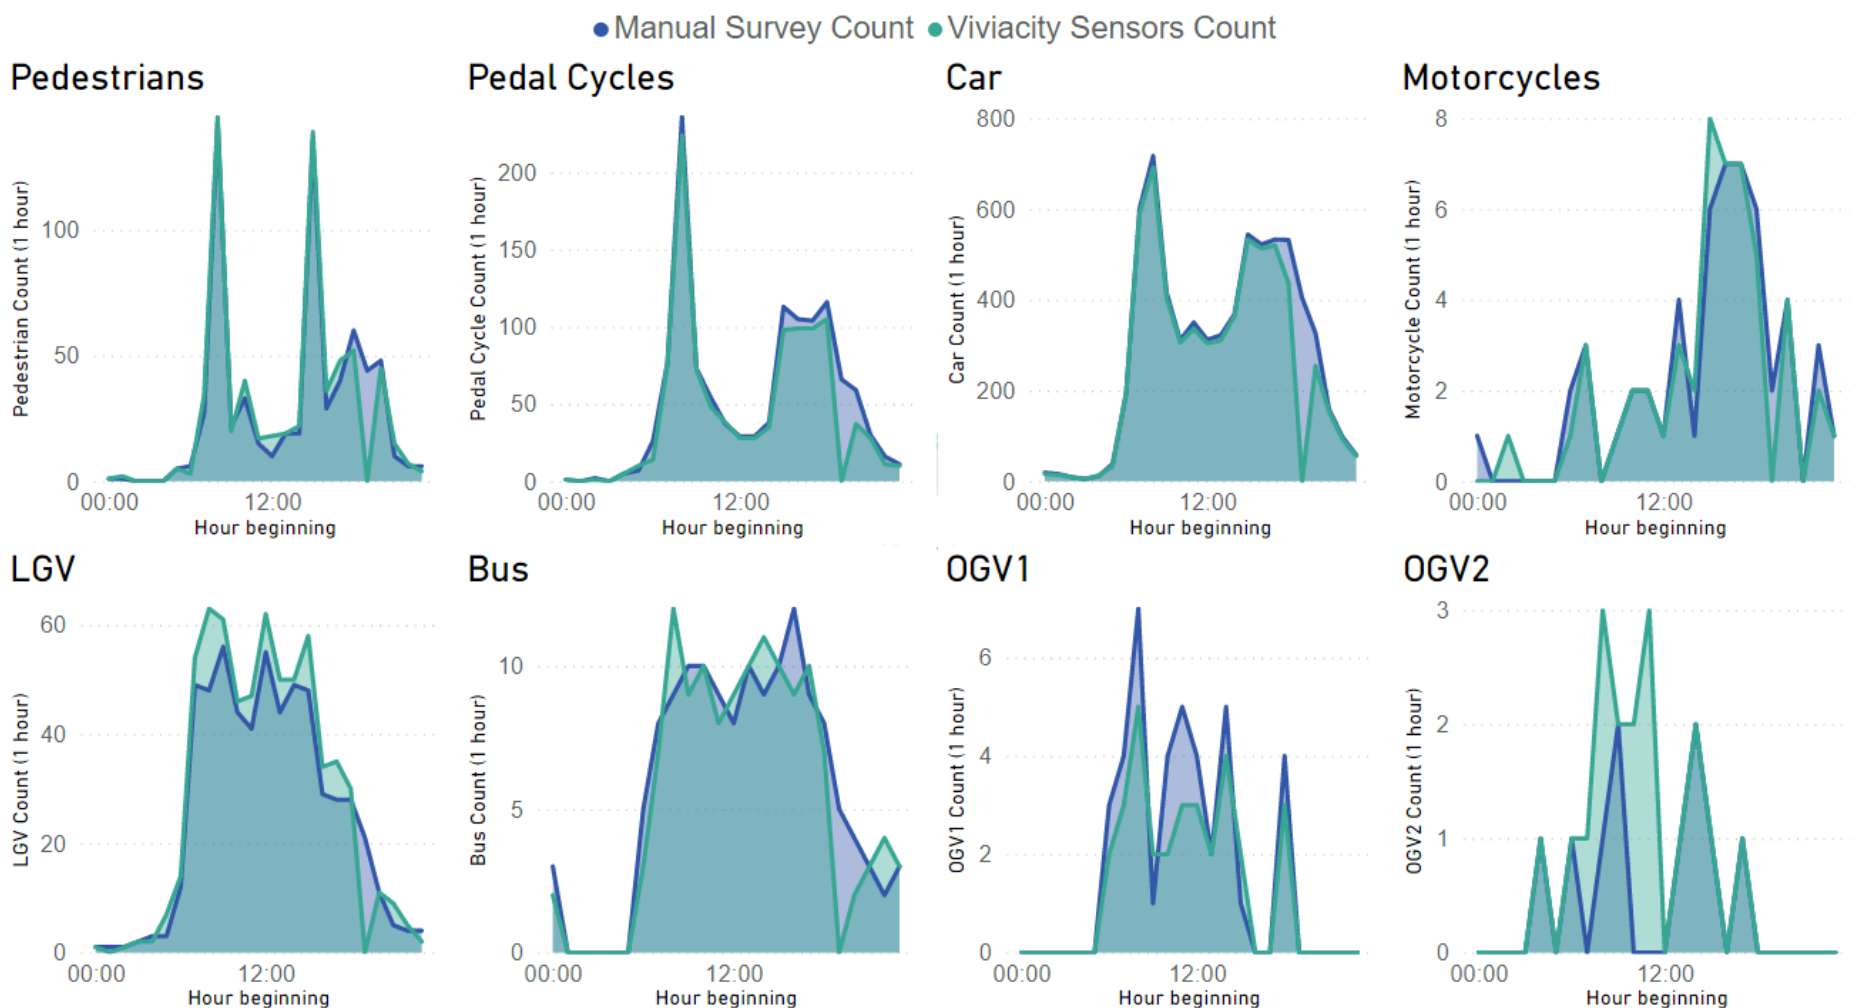 Manual Survey Count Viviacity Sensors Count
Pedestrians
Pedestrian Count (1 hour)
100
50
0
00:00 12:00
Hour beginning
Pedal Cycles
Pedal Cycle Count (1 hour)
200
150
100
50
0
00:00 12:00
Hour beginning
Car
Car Count (1 hour)
800
600
400
200
0
00:00 12:00
Hour beginning
Motorcycles
Motorcycle Count (1 hour)
8
6
4
2
0
00:00 12:00
Hour beginning
LGV
LGV Count (1 hour)
60
40
20
0
00:00 12:00
Hour beginning
Bus
Bus Count (1 hour)
10
5
0
00:00 12:00
Hour beginning
OGV1
OGV1 Count (1 hour)
6
4
2
0
00:00 12:00
Hour beginning
OGV2
OGV2 Count (1 hour)
3
2
1
0
00:00 12:00
Hour beginning